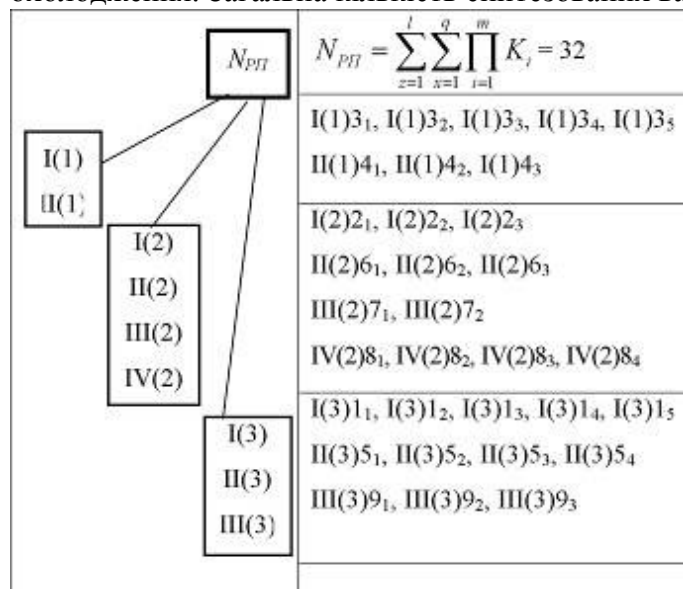 охолодження. Загальна кількість синтезованих ва
N_РП
N_РП = ∑_{z=1}^{l} ∑_{x=1}^{q} ∏_{i=1}^{m} K_i = 32
I(1)
II(1)
I(1)3₁, I(1)3₂, I(1)3₃, I(1)3₄, I(1)3₅
II(1)4₁, II(1)4₂, I(1)4₃
I(2)
II(2)
III(2)
IV(2)
I(2)2₁, I(2)2₂, I(2)2₃
II(2)6₁, II(2)6₂, II(2)6₃
III(2)7₁, III(2)7₂
IV(2)8₁, IV(2)8₂, IV(2)8₃, IV(2)8₄
I(3)
II(3)
III(3)
I(3)1₁, I(3)1₂, I(3)1₃, I(3)1₄, I(3)1₅
II(3)5₁, II(3)5₂, II(3)5₃, II(3)5₄
III(3)9₁, III(3)9₂, III(3)9₃